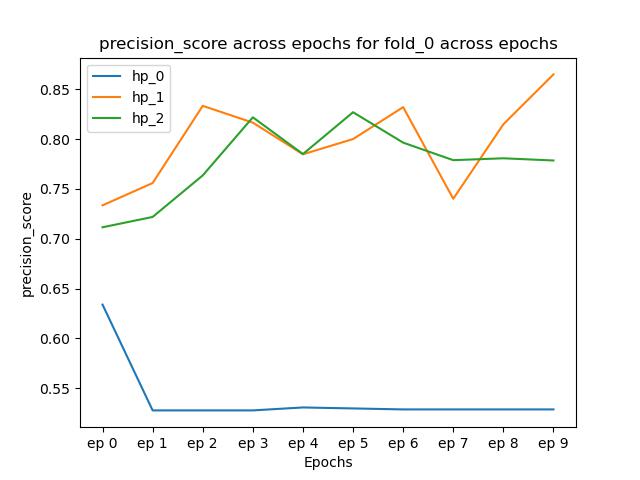 precision_score across epochs for fold_0 across epochs
hp_0
hp_1
hp_2
precision_score
0.85
0.80
0.75
0.70
0.65
0.60
0.55
ep 0 ep 1 ep 2 ep 3 ep 4 ep 5 ep 6 ep 7 ep 8 ep 9
Epochs